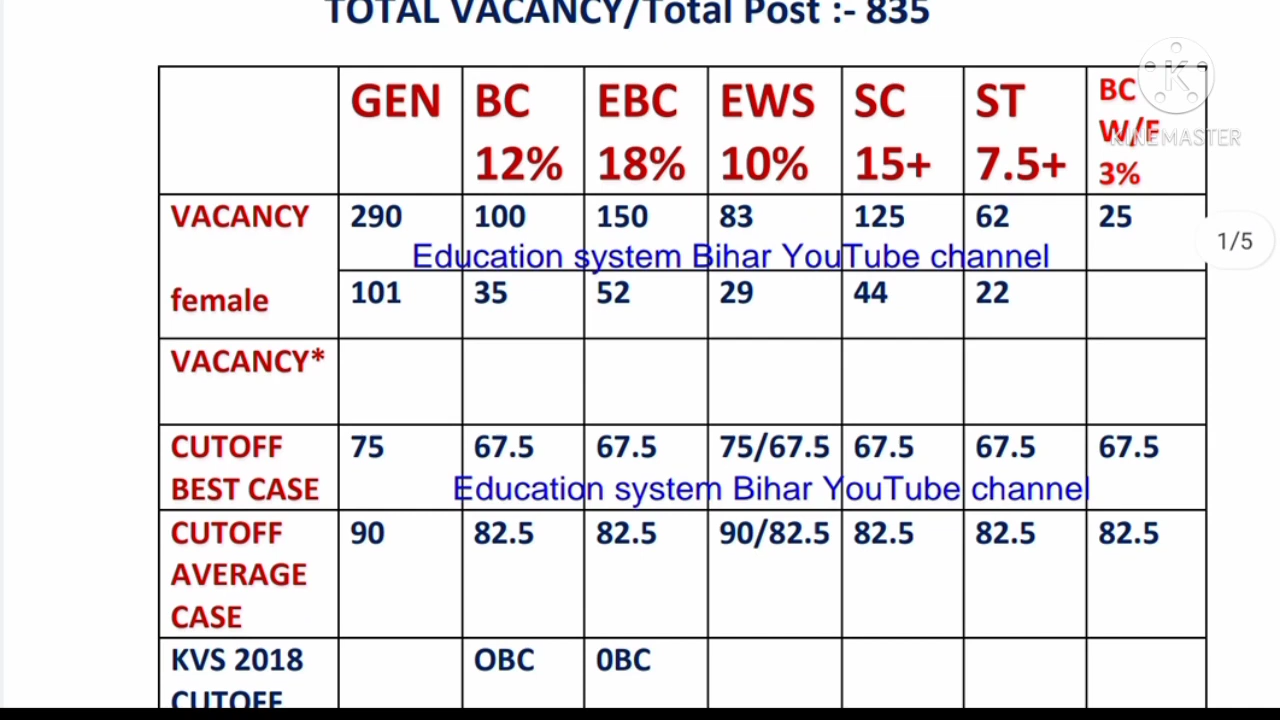 TOTAL VACANCY/Total Post :- 835
GEN BC EBC EWS SC ST BC
12% 18% 10% 15+ 7.5+ W/F
3%
KINEMASTER
VACANCY 290 100 150 83 125 62 25
Education system Bihar YouTube channel
1/5
female 101 35 52 29 44 22
VACANCY*
CUTOFF 75 67.5 67.5 75/67.5 67.5 67.5 67.5
BEST CASE
Education system Bihar YouTube channel
CUTOFF 90 82.5 82.5 90/82.5 82.5 82.5 82.5
AVERAGE
CASE
KVS 2018 OBC 0BC
CUTOFF